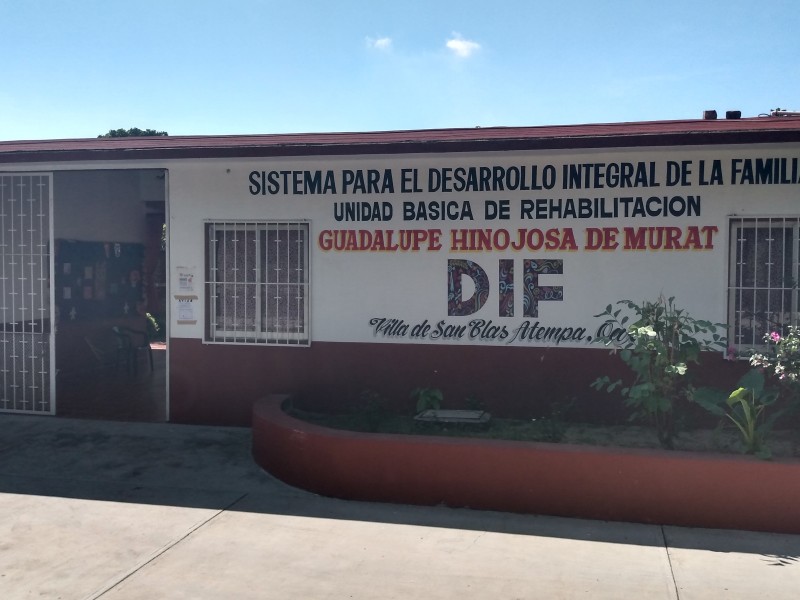 SISTEMA PARA EL DESARROLLO INTEGRAL DE LA FAMILIA
UNIDAD BASICA DE REHABILITACION
GUADALUPE HINOJOSA DE MURAT
DIF
Villa de San Blas Atempa, Oax